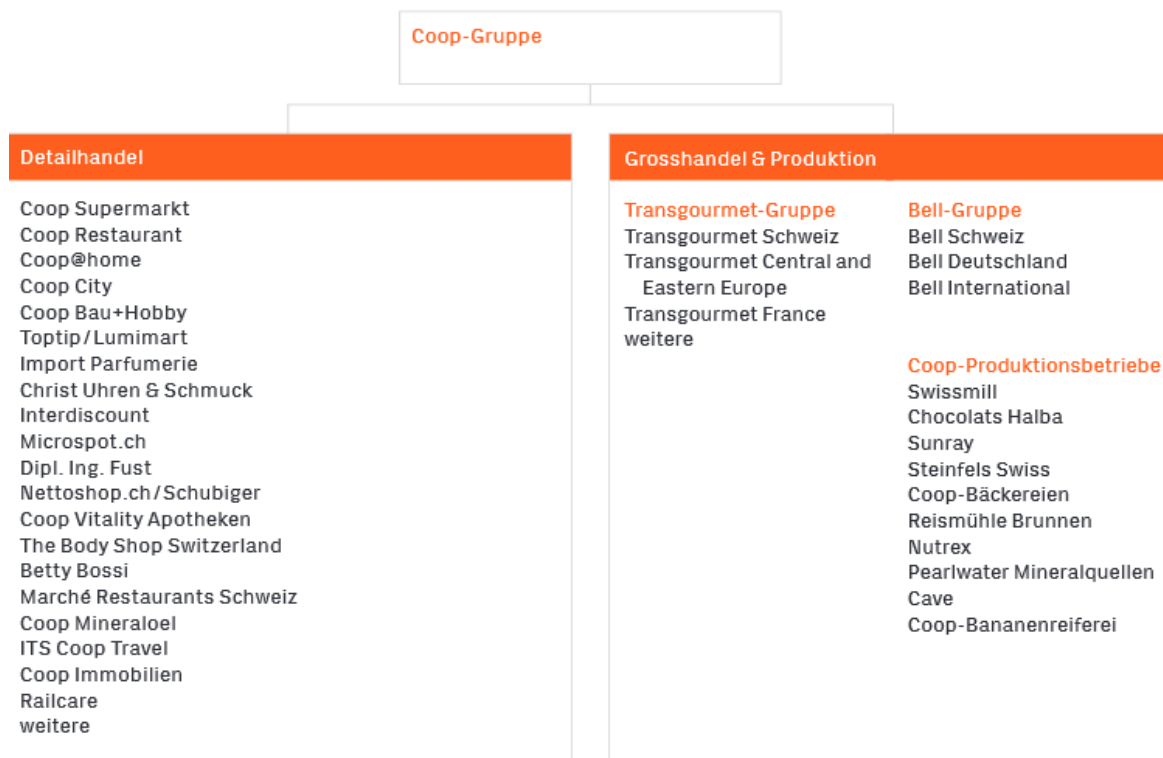 Coop-Gruppe
Detailhandel
Coop Supermarkt
Coop Restaurant
Coop@home
Coop City
Coop Bau+Hobby
Toptip/Lumimart
Import Parfumerie
Christ Uhren & Schmuck
Interdiscount
Microspot.ch
Dipl. Ing. Fust
Nettoshop.ch/Schubiger
Coop Vitality Apotheken
The Body Shop Switzerland
Betty Bossi
Marché Restaurants Schweiz
Coop Mineraloel
ITS Coop Travel
Coop Immobilien
Railcare
weitere
Grosshandel & Produktion
Transgourmet-Gruppe
Transgourmet Schweiz
Transgourmet Central and
Eastern Europe
Transgourmet France
weitere
Bell-Gruppe
Bell Schweiz
Bell Deutschland
Bell International
Coop-Produktionsbetriebe
Swissmill
Chocolats Halba
Sunray
Steinfels Swiss
Coop-Bäckereien
Reismühle Brunnen
Nutrex
Pearlwater Mineralquellen
Cave
Coop-Bananenreiferei